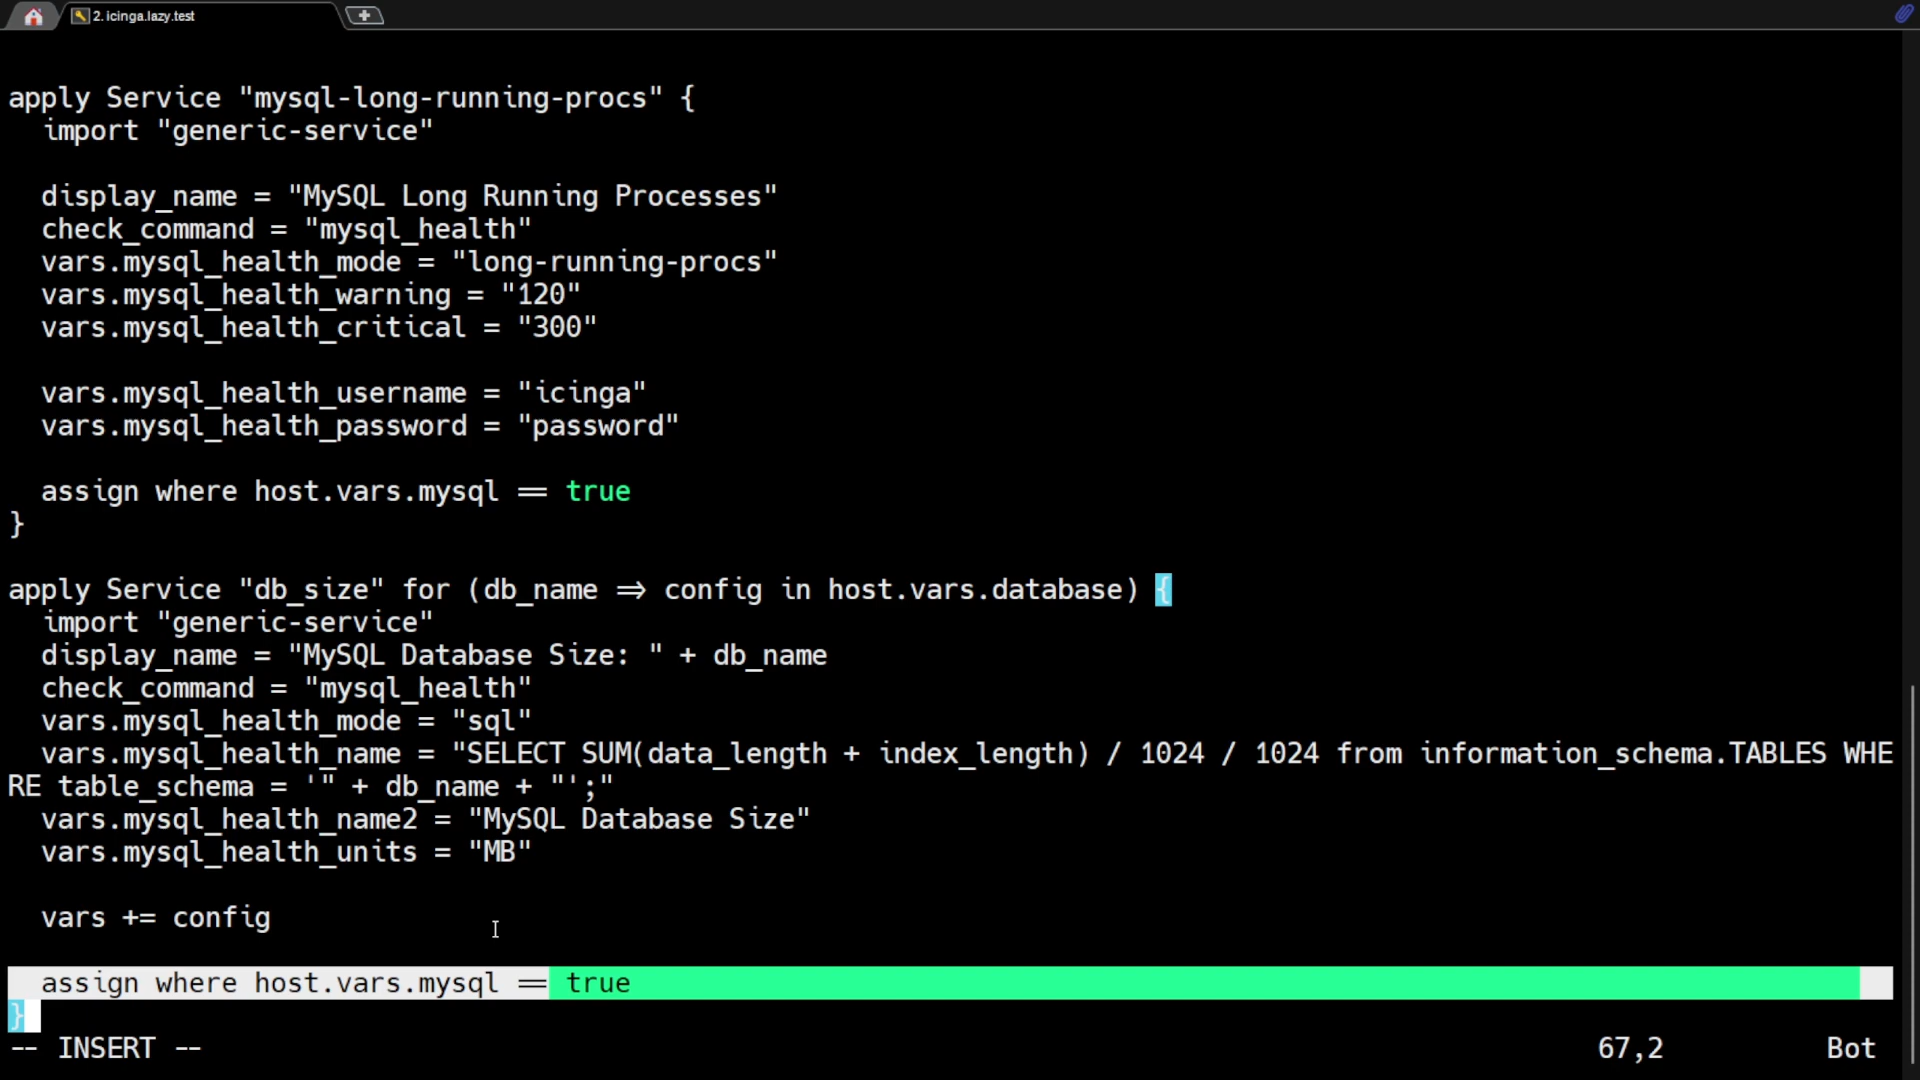 2. icinga.lazy.test
apply Service "mysql-long-running-procs" {
import "generic-service"
display_name = "MySQL Long Running Processes"
check_command = "mysql_health"
vars.mysql_health_mode = "long-running-procs"
vars.mysql_health_warning = "120"
vars.mysql_health_critical = "300"
vars.mysql_health_username = "icinga"
vars.mysql_health_password = "password"
assign where host.vars.mysql == true
}
apply Service "db_size" for (db_name => config in host.vars.database) {
import "generic-service"
display_name = "MySQL Database Size: " + db_name
check_command = "mysql_health"
vars.mysql_health_mode = "sql"
vars.mysql_health_name = "SELECT SUM(data_length + index_length) / 1024 / 1024 from information_schema.TABLES WHE
RE table_schema = '" + db_name + "';"
vars.mysql_health_name2 = "MySQL Database Size"
vars.mysql_health_units = "MB"
vars += config
assign where host.vars.mysql == true
}
-- INSERT -- 67,2 Bot